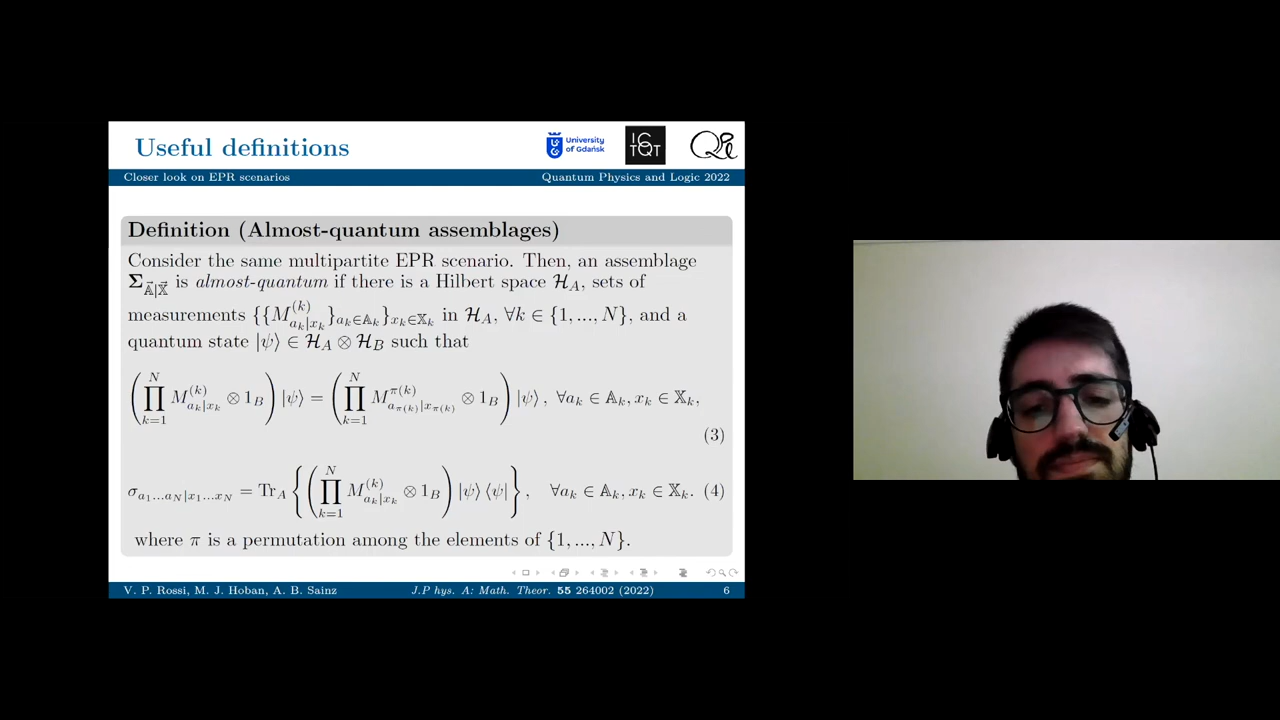 Useful definitions
University
of Gdańsk
IC
TQT
Closer look on EPR scenarios
Quantum Physics and Logic 2022
Definition (Almost-quantum assemblages)
Consider the same multipartite EPR scenario. Then, an assemblage
𝚺_{\vec{𝔸}|\vec{𝕏}} is almost-quantum if there is a Hilbert space ℋ_A, sets of
measurements {{M^{(k)}_{a_k|x_k}}_{a_k∈𝔸_k}}_{x_k∈𝕏_k} in ℋ_A, ∀k ∈ {1, ..., N}, and a
quantum state |ψ⟩ ∈ ℋ_A ⊗ ℋ_B such that
(∏_{k=1}^{N} M^{(k)}_{a_k|x_k} ⊗ 1_B) |ψ⟩ = (∏_{k=1}^{N} M^{π(k)}_{a_{π(k)}|x_{π(k)}} ⊗ 1_B) |ψ⟩, ∀a_k ∈ 𝔸_k, x_k ∈ 𝕏_k,
(3)
σ_{a_1...a_N|x_1...x_N} = Tr_A {(∏_{k=1}^{N} M^{(k)}_{a_k|x_k} ⊗ 1_B) |ψ⟩ ⟨ψ|}, ∀a_k ∈ 𝔸_k, x_k ∈ 𝕏_k. (4)
where π is a permutation among the elements of {1, ..., N}.
V. P. Rossi, M. J. Hoban, A. B. Sainz
J.P hys. A: Math. Theor. 55 264002 (2022)
6